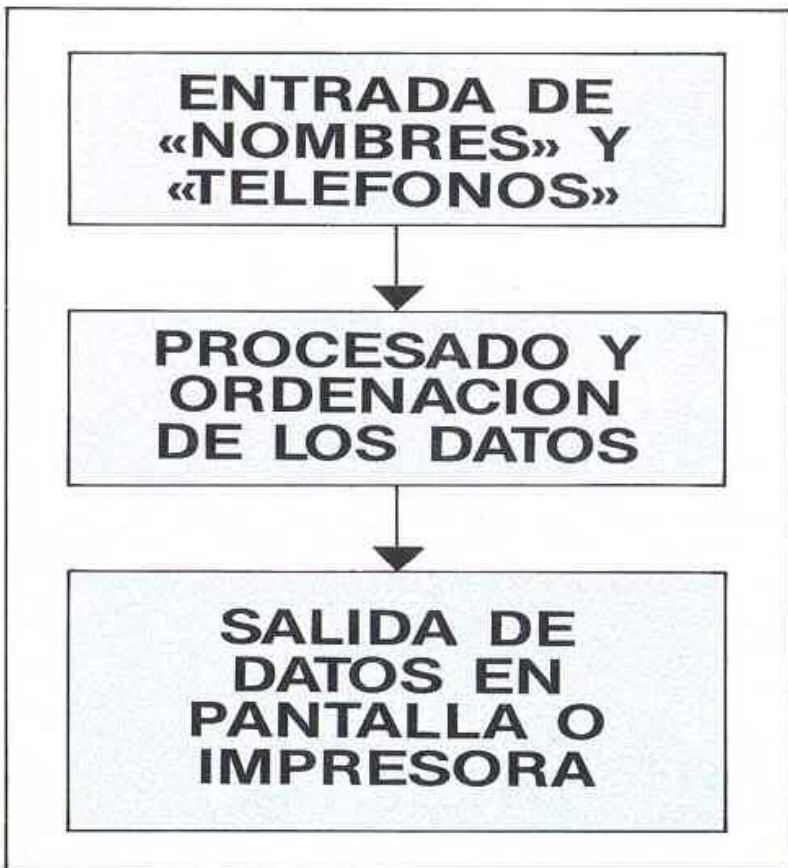 ENTRADA DE
«NOMBRES» Y
«TELEFONOS»
PROCESADO Y
ORDENACION
DE LOS DATOS
SALIDA DE
DATOS EN
PANTALLA O
IMPRESORA